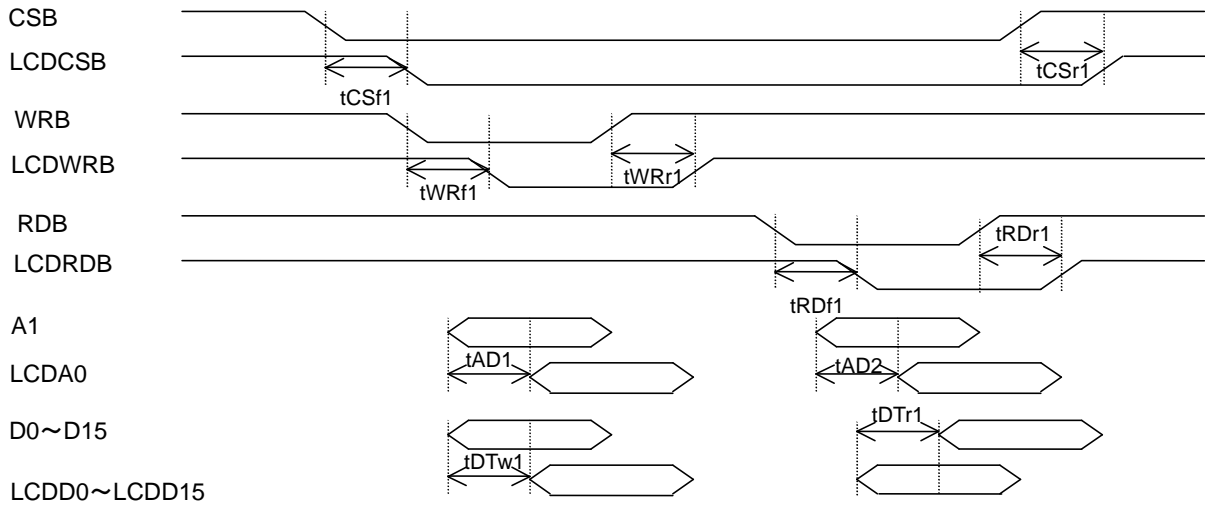 CSB
LCDCSB
tCSf1
tCSr1
WRB
LCDWRB
tWRf1
tWRr1
RDB
LCDRDB
tRDf1
tRDr1
A1
LCDA0
tAD1
tAD2
D0～D15
LCDD0～LCDD15
tDTw1
tDTr1